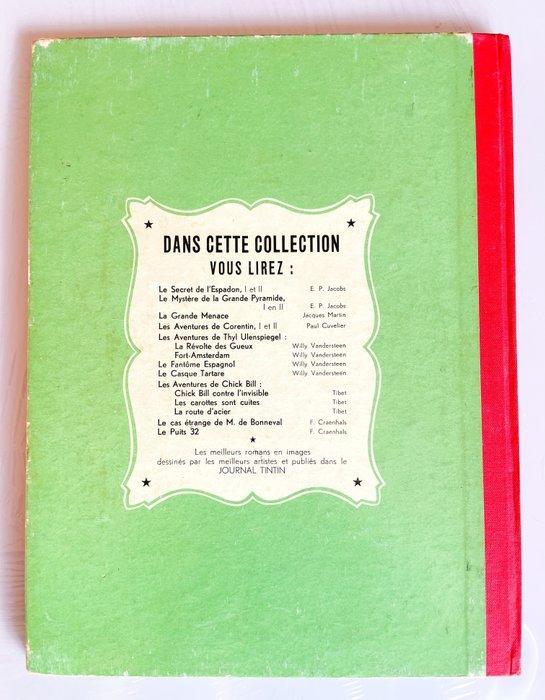 DANS CETTE COLLECTION
VOUS LIREZ :
Le Secret de l'Espadon, I et II E. P. Jacobs
Le Mystère de la Grande Pyramide,
I en II E. P. Jacobs
La Grande Menace Jacques Martin
Les Aventures de Corentin, I et II Paul Cuvelier
Les Aventures de Thyl Ulenspiegel :
La Révolte des Gueux Willy Vandersteen
Fort-Amsterdam Willy Vandersteen
Le Fantôme Espagnol Willy Vandersteen
Le Casque Tartare Willy Vandersteen
Les Aventures de Chick Bill :
Chick Bill contre l'invisible Tibet
Les carottes sont cuites Tibet
La route d'acier Tibet
Le cas étrange de M. de Bonneval F. Craenhals
Le Puits 32 F. Craenhals
Les meilleurs romans en images
dessinés par les meilleurs artistes et publiés dans le
JOURNAL TINTIN